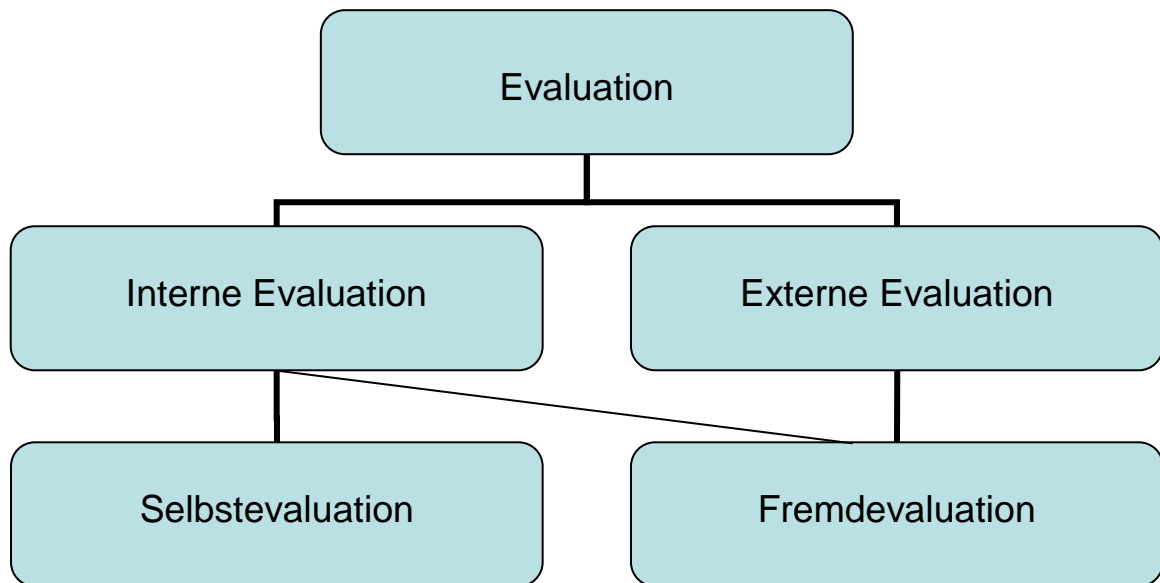 Evaluation
Interne Evaluation
Externe Evaluation
Selbstevaluation
Fremdevaluation